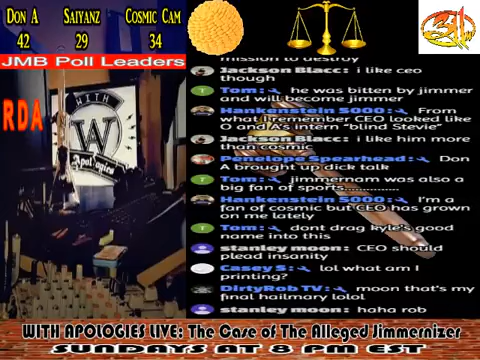 Don A
Saiyanz
Cosmic Cam
42
29
34
JMB Poll Leaders
RDA
WITH
W
Apologies
mission to destroy
Jackson Blacc: i like ceo
though
Tom: he was bitten by jimmer
and will become jimmer
Hankenstein 5000: From
what I remember CEO looked like
O and A's intern "blind Stevie"
Jackson Blacc: i like him more
than cosmic
Penelope Spearhead: Don
A brought up dick talk
Tom: jimmercam was also a
big fan of sports...............
Hankenstein 5000: I'm a
fan of cosmic but CEO has grown
on me lately
Tom: dont drag kyle's good
name into this
stanley moon: CEO should
plead insanity
Casey S: lol what am I
printing?
DirtyRob TV: moon that's my
final hailmary lolol
stanley moon: haha rob
WITH APOLOGIES LIVE: The Case of The Alleged Jimmernizer
SUNDAYS AT 8 PM EST